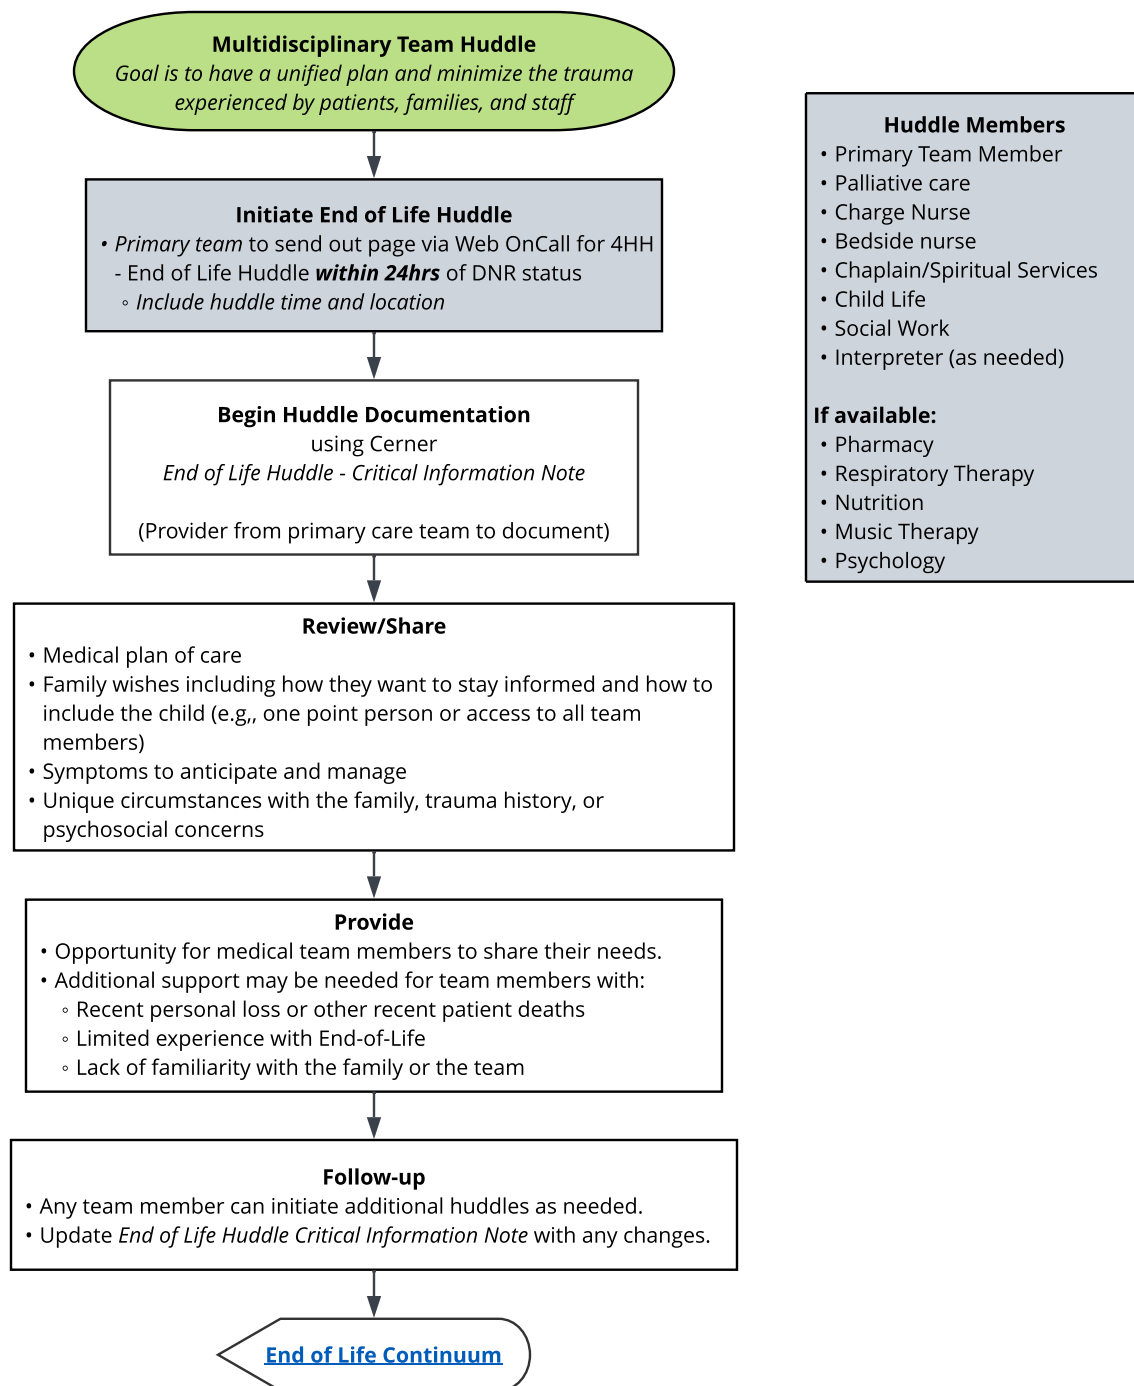 Multidisciplinary Team Huddle
Goal is to have a unified plan and minimize the trauma
experienced by patients, families, and staff
Initiate End of Life Huddle
• Primary team to send out page via Web OnCall for 4HH
- End of Life Huddle within 24hrs of DNR status
◦ Include huddle time and location
Begin Huddle Documentation
using Cerner
End of Life Huddle - Critical Information Note
(Provider from primary care team to document)
Review/Share
• Medical plan of care
• Family wishes including how they want to stay informed and how to
include the child (e.g,, one point person or access to all team
members)
• Symptoms to anticipate and manage
• Unique circumstances with the family, trauma history, or
psychosocial concerns
Provide
• Opportunity for medical team members to share their needs.
• Additional support may be needed for team members with:
◦ Recent personal loss or other recent patient deaths
◦ Limited experience with End-of-Life
◦ Lack of familiarity with the family or the team
Follow-up
• Any team member can initiate additional huddles as needed.
• Update End of Life Huddle Critical Information Note with any changes.
End of Life Continuum
Huddle Members
• Primary Team Member
• Palliative care
• Charge Nurse
• Bedside nurse
• Chaplain/Spiritual Services
• Child Life
• Social Work
• Interpreter (as needed)
If available:
• Pharmacy
• Respiratory Therapy
• Nutrition
• Music Therapy
• Psychology